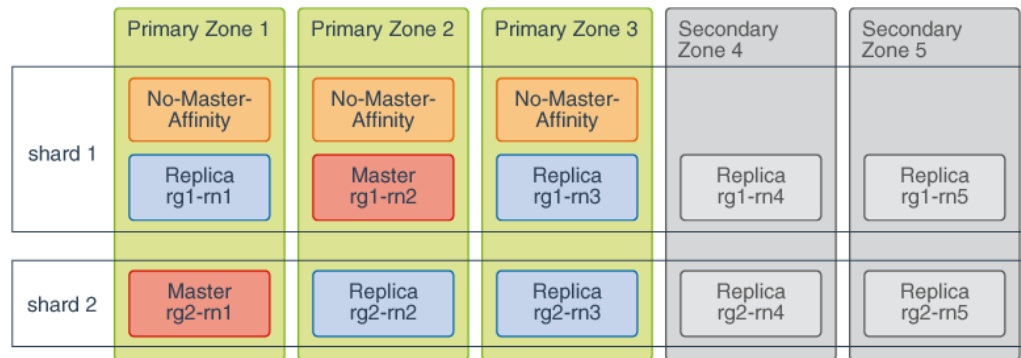 Primary Zone 1
Primary Zone 2
Primary Zone 3
Secondary
Zone 4
Secondary
Zone 5
shard 1
No-Master-
Affinity
No-Master-
Affinity
No-Master-
Affinity
Replica
rg1-rn1
Master
rg1-rn2
Replica
rg1-rn3
Replica
rg1-rn4
Replica
rg1-rn5
shard 2
Master
rg2-rn1
Replica
rg2-rn2
Replica
rg2-rn3
Replica
rg2-rn4
Replica
rg2-rn5